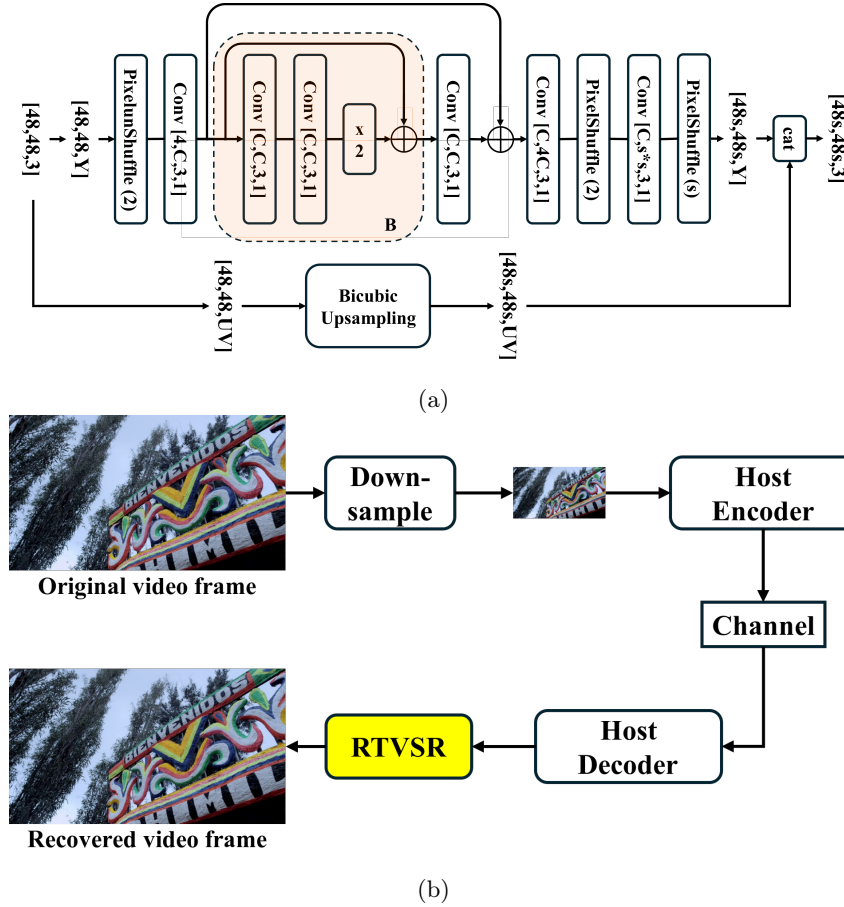 [48,48,3]
[48,48,Y]
PixelunShuffle (2)
Conv [4,C,3,1]
Conv [C,C,3,1]
Conv [C,C,3,1]
x
2
B
Conv [C,C,3,1]
Conv [C,4C,3,1]
PixelShuffle (2)
Conv [C,s*s,3,1]
PixelShuffle (s)
[48s,48s,Y]
cat
[48s,48s,3]
[48,48,UV]
Bicubic
Upsampling
[48s,48s,UV]
(a)
BIENVENIDOS
Original video frame
Down-
sample
Host
Encoder
Channel
Host
Decoder
RTVSR
BIENVENIDOS
Recovered video frame
(b)